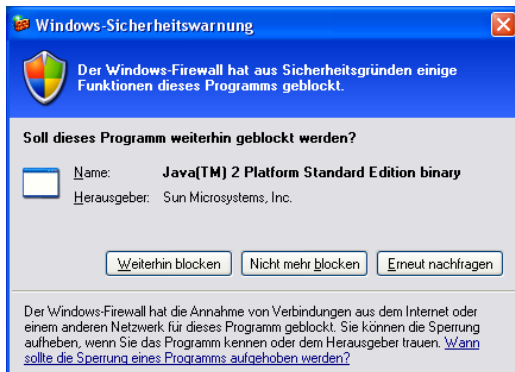 Windows-Sicherheitswarnung
Der Windows-Firewall hat aus Sicherheitsgründen einige
Funktionen dieses Programms geblockt.
Soll dieses Programm weiterhin geblockt werden?
Name: Java(TM) 2 Platform Standard Edition binary
Herausgeber: Sun Microsystems, Inc.
Weiterhin blocken Nicht mehr blocken Erneut nachfragen
Der Windows-Firewall hat die Annahme von Verbindungen aus dem Internet oder
einem anderen Netzwerk für dieses Programm geblockt. Sie können die Sperrung
aufheben, wenn Sie das Programm kennen oder dem Herausgeber trauen. Wann
sollte die Sperrung eines Programms aufgehoben werden?